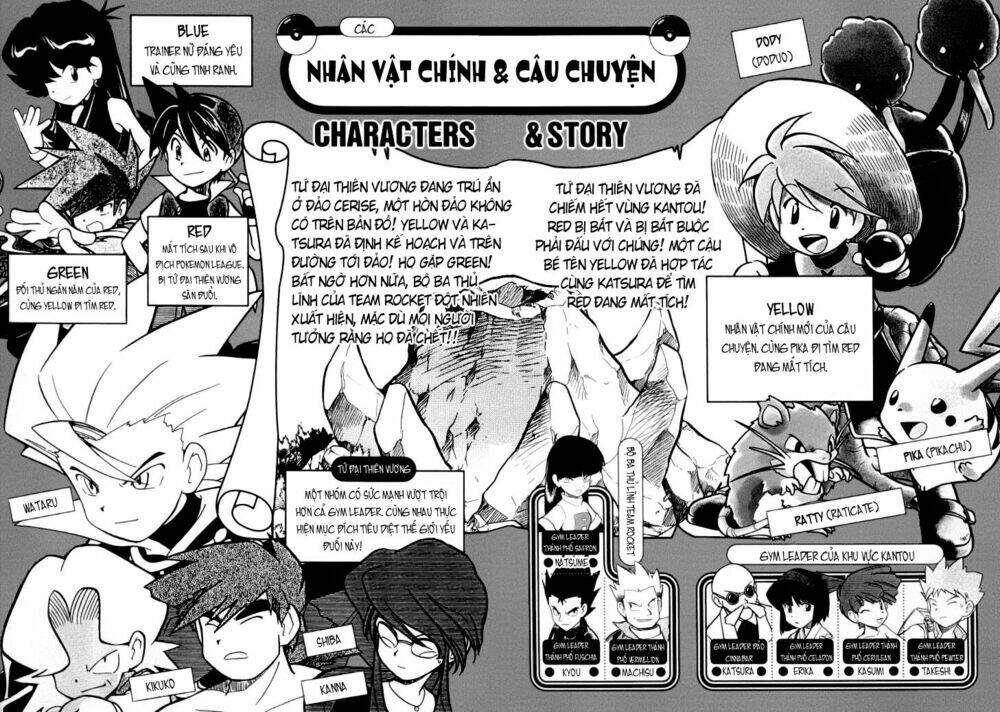 CÁC
NHÂN VẬT CHÍNH & CÂU CHUYỆN
CHARACTERS & STORY
BLUE
TRAINER NỮ ĐÁNG YÊU
VÀ CŨNG TINH RANH.
RED
MẤT TÍCH SAU KHI VÔ
ĐỊCH POKEMON LEAGUE.
BỊ TỨ ĐẠI THIÊN VƯƠNG
SĂN ĐUỔI.
GREEN
ĐỐI THỦ NGÀN NĂM CỦA RED,
CÙNG YELLOW ĐI TÌM RED.
TỨ ĐẠI THIÊN VƯƠNG ĐANG TRÚ ẨN
Ở ĐẢO CERISE, MỘT HÒN ĐẢO KHÔNG
CÓ TRÊN BẢN ĐỒ! YELLOW VÀ KA-
TSURA ĐÃ ĐỊNH KẾ HOẠCH VÀ TRÊN
ĐƯỜNG TỚI ĐẢO! HỌ GẶP GREEN!
BẤT NGỜ HƠN NỮA, BỘ BA THỦ
LĨNH CỦA TEAM ROCKET ĐỘT NHIÊN
XUẤT HIỆN, MẶC DÙ MỌI NGƯỜI
TƯỞNG RẰNG HỌ ĐÃ CHẾT!!
TỨ ĐẠI THIÊN VƯƠNG ĐÃ
CHIẾM HẾT VÙNG KANTOU!
RED BỊ BẮT VÀ BỊ BẮT BUỘC
PHẢI ĐẤU VỚI CHÚNG! MỘT CẬU
BÉ TÊN YELLOW ĐÃ HỢP TÁC
CÙNG KATSURA ĐỂ TÌM
RED ĐANG MẤT TÍCH!
DODY
(DODUO)
YELLOW
NHÂN VẬT CHÍNH MỚI CỦA CÂU
CHUYỆN. CÙNG PIKA ĐI TÌM RED
ĐANG MẤT TÍCH.
PIKA (PIKACHU)
RATTY (RATICATE)
WATARU
TỨ ĐẠI THIÊN VƯƠNG
MỘT NHÓM CÓ SỨC MẠNH VƯỢT TRỘI
HƠN CẢ GYM LEADER. CÙNG NHAU THỰC
HIỆN MỤC ĐÍCH TIÊU DIỆT THẾ GIỚI YẾU
ĐUỐI NÀY!
KIKUKO
SHIBA
KANNA
BỘ BA THỦ LĨNH TEAM ROCKET
GYM LEADER
THÀNH PHỐ SAFRON
NATSUME
GYM LEADER
THÀNH PHỐ FUSCHIA
KYOU
GYM LEADER THÀNH
PHỐ VERMILLION
MACHISU
GYM LEADER CỦA KHU VỰC KANTOU
GYM LEADER ĐẢO
CINNABAR
KATSURA
GYM LEADER
THÀNH PHỐ CELADON
ERIKA
GYM LEADER THÀNH
PHỐ CERULEAN
KASUMI
GYM LEADER
THÀNH PHỐ PEWTER
TAKESHI